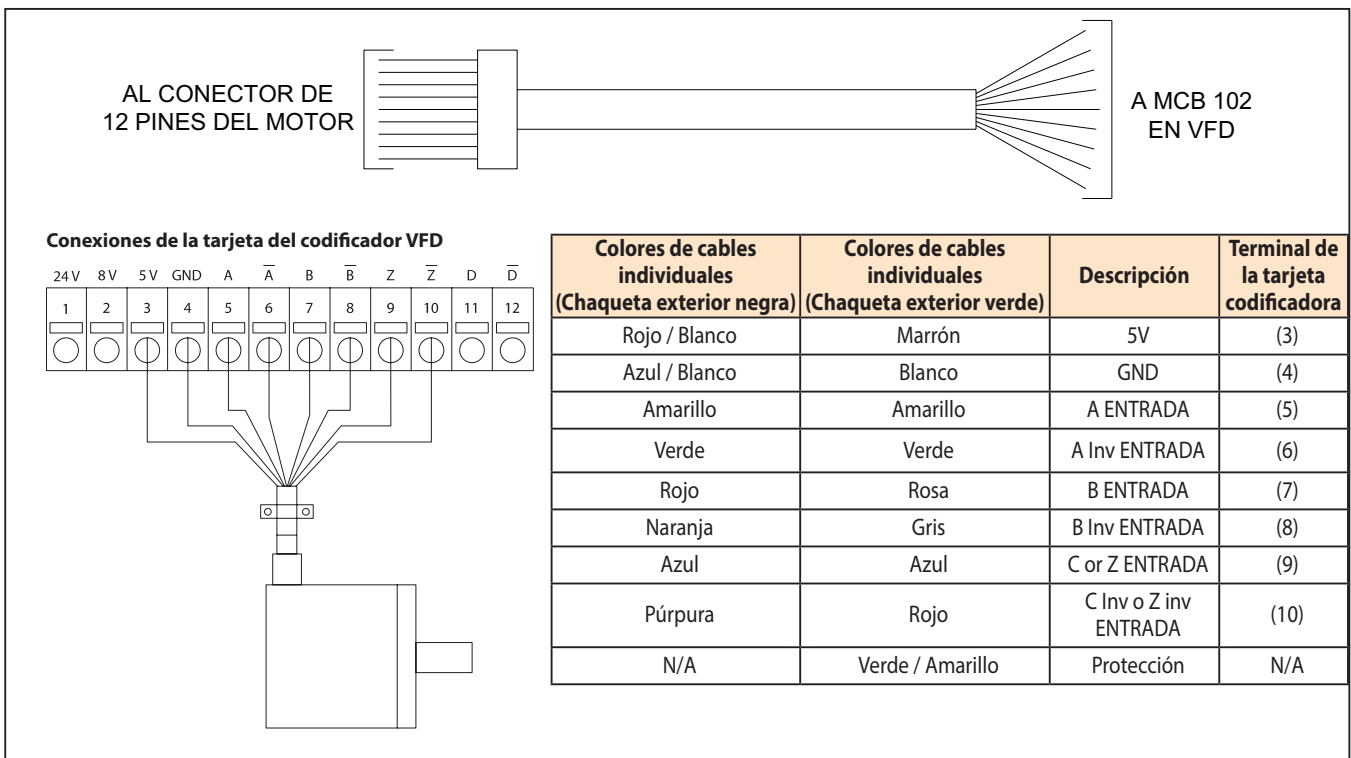 AL CONECTOR DE
12 PINES DEL MOTOR
A MCB 102
EN VFD
Conexiones de la tarjeta del codificador VFD
24 V 8 V 5 V GND A A̅ B B̅ Z Z̅ D D̅
1 2 3 4 5 6 7 8 9 10 11 12
Colores de cables
individuales
(Chaqueta exterior negra)
Colores de cables
individuales
(Chaqueta exterior verde)
Descripción
Terminal de
la tarjeta
codificadora
Rojo / Blanco Marrón 5V (3)
Azul / Blanco Blanco GND (4)
Amarillo Amarillo A ENTRADA (5)
Verde Verde A Inv ENTRADA (6)
Rojo Rosa B ENTRADA (7)
Naranja Gris B Inv ENTRADA (8)
Azul Azul C or Z ENTRADA (9)
Púrpura Rojo C Inv o Z inv
ENTRADA (10)
N/A Verde / Amarillo Protección N/A